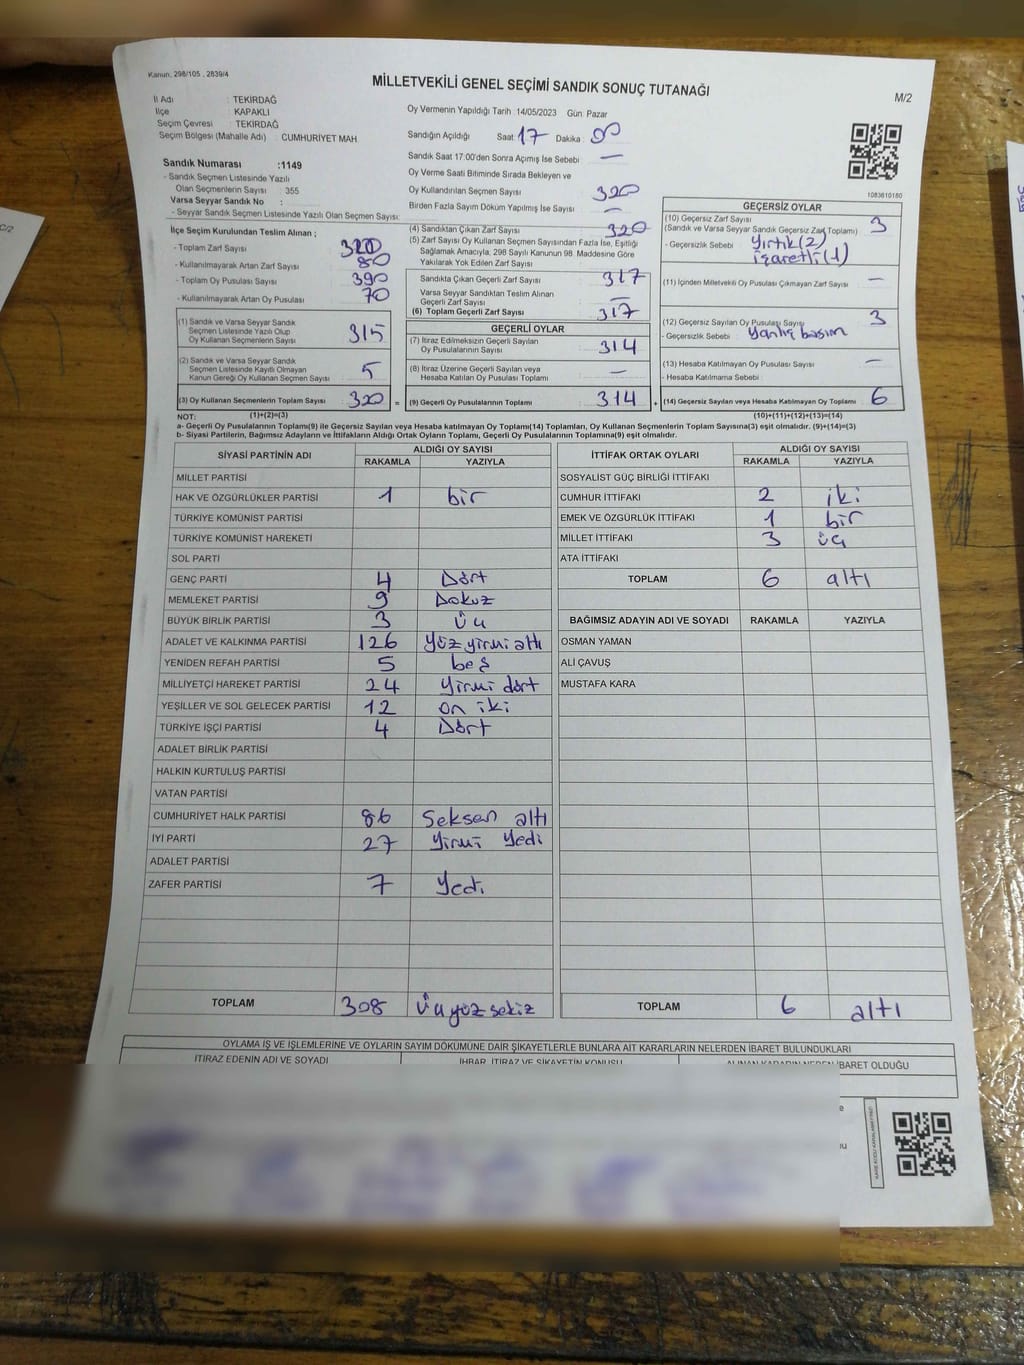 Kanun: 298/105 , 2839/4
MİLLETVEKİLİ GENEL SEÇİMİ SANDIK SONUÇ TUTANAĞI
M/2
İl Adı : TEKİRDAĞ
İlçe : KAPAKLI
Seçim Çevresi : TEKİRDAĞ
Seçim Bölgesi (Mahalle Adı) : CUMHURİYET MAH.
Sandık Numarası :1149
- Sandık Seçmen Listesinde Yazılı
Olan Seçmenlerin Sayısı : 355
Varsa Seyyar Sandık No :
- Seyyar Sandık Seçmen Listesinde Yazılı Olan Seçmen Sayısı:
Oy Vermenin Yapıldığı Tarih :14/05/2023 Gün: Pazar
Sandığın Açıldığı Saat: 17 Dakika : 00
Sandık Saat 17:00'den Sonra Açımış İse Sebebi : —
Oy Verme Saati Bitiminde Sırada Bekleyen ve
Oy Kullandırılan Seçmen Sayısı : 320
Birden Fazla Sayım Döküm Yapılmış İse Sayısı : —
1083610180
İlçe Seçim Kurulundan Teslim Alınan ;
- Toplam Zarf Sayısı
- Kullanılmayarak Artan Zarf Sayısı 80
- Toplam Oy Pusulası Sayısı 390
- Kullanılmayarak Artan Oy Pusulası 70
(1) Sandık ve Varsa Seyyar Sandık
Seçmen Listesinde Yazılı Olup
Oy Kullanan Seçmenlerin Sayısı 315
(2) Sandık ve Varsa Seyyar Sandık
Seçmen Listesinde Kayıtlı Olmayan
Kanun Gereği Oy Kullanan Seçmen Sayısı : 5
(3) Oy Kullanan Seçmenlerin Toplam Sayısı 320 =
(4) Sandıktan Çıkan Zarf Sayısı : 320
(5) Zarf Sayısı Oy Kullanan Seçmen Sayısından Fazla İse, Eşitliği
Sağlamak Amacıyla, 298 Sayılı Kanunun 98. Maddesine Göre
Yakılarak Yok Edilen Zarf Sayısı :
Sandıkta Çıkan Geçerli Zarf Sayısı : 317
Varsa Seyyar Sandıktan Teslim Alınan
Geçerli Zarf Sayısı : —
(6) Toplam Geçerli Zarf Sayısı : 317
GEÇERLİ OYLAR
(7) İtiraz Edilmeksizin Geçerli Sayılan
Oy Pusulalarının Sayısı : 314
(8) İtiraz Üzerine Geçerli Sayılan veya
Hesaba Katılan Oy Pusulası Toplamı : —
(9) Geçerli Oy Pusulalarının Toplamı : 314 +
GEÇERSİZ OYLAR
(10) Geçersiz Zarf Sayısı : 3
(Sandık ve Varsa Seyyar Sandık Geçersiz Zarf Toplamı)
- Geçersizlik Sebebi : Yırtık(2)
işaretli(1)
(11) İçinden Milletvekili Oy Pusulası Çıkmayan Zarf Sayısı : —
(12) Geçersiz Sayılan Oy Pusulası Sayısı : 3
- Geçersizlik Sebebi : Yanlış basım
(13) Hesaba Katılmayan Oy Pusulası Sayısı : —
- Hesaba Katılmama Sebebi :
(14) Geçersiz Sayılan veya Hesaba Katılmayan Oy Toplamı : 6
NOT: (1)+(2)=(3) (10)+(11)+(12)+(13)=(14)
a- Geçerli Oy Pusulalarının Toplamı(9) ile Geçersiz Sayılan veya Hesaba katılmayan Oy Toplamı(14) Toplamları, Oy Kullanan Seçmenlerin Toplam Sayısına(3) eşit olmalıdır. (9)+(14)=(3)
b- Siyasi Partilerin, Bağımsız Adayların ve İttifakların Aldığı Ortak Oyların Toplamı, Geçerli Oy Pusulalarının Toplamına(9) eşit olmalıdır.
SİYASİ PARTİNİN ADI ALDIĞI OY SAYISI
RAKAMLA YAZIYLA
MİLLET PARTİSİ
HAK VE ÖZGÜRLÜKLER PARTİSİ 1 bir
TÜRKİYE KOMÜNİST PARTİSİ
TÜRKİYE KOMÜNİST HAREKETİ
SOL PARTİ
GENÇ PARTİ 4 Dört
MEMLEKET PARTİSİ 9 Dokuz
BÜYÜK BİRLİK PARTİSİ 3 üç
ADALET VE KALKINMA PARTİSİ 126 yüz yirmi altı
YENİDEN REFAH PARTİSİ 5 beş
MİLLİYETÇİ HAREKET PARTİSİ 24 yirmi dört
YEŞİLLER VE SOL GELECEK PARTİSİ 12 on iki
TÜRKİYE İŞÇİ PARTİSİ 4 Dört
ADALET BİRLİK PARTİSİ
HALKIN KURTULUŞ PARTİSİ
VATAN PARTİSİ
CUMHURİYET HALK PARTİSİ 86 Seksen altı
İYİ PARTİ 27 Yirmi Yedi
ADALET PARTİSİ
ZAFER PARTİSİ 7 Yedi
TOPLAM 308 üçyüz sekiz
İTTİFAK ORTAK OYLARI ALDIĞI OY SAYISI
RAKAMLA YAZIYLA
SOSYALİST GÜÇ BİRLİĞİ İTTİFAKI
CUMHUR İTTİFAKI 2 iki
EMEK VE ÖZGÜRLÜK İTTİFAKI 1 bir
MİLLET İTTİFAKI 3 üç
ATA İTTİFAKI
TOPLAM 6 altı
BAĞIMSIZ ADAYIN ADI VE SOYADI RAKAMLA YAZIYLA
OSMAN YAMAN
ALİ ÇAVUŞ
MUSTAFA KARA
TOPLAM 6 altı
OYLAMA İŞ VE İŞLEMLERİNE VE OYLARIN SAYIM DÖKÜMÜNE DAİR ŞİKAYETLERLE BUNLARA AİT KARARLARIN NELERDEN İBARET BULUNDUKLARI
İTİRAZ EDENİN ADI VE SOYADI İHBAR, İTİRAZ VE ŞİKAYETİN KONUSU ALINAN KARARIN NEDEN İBARET OLDUĞU